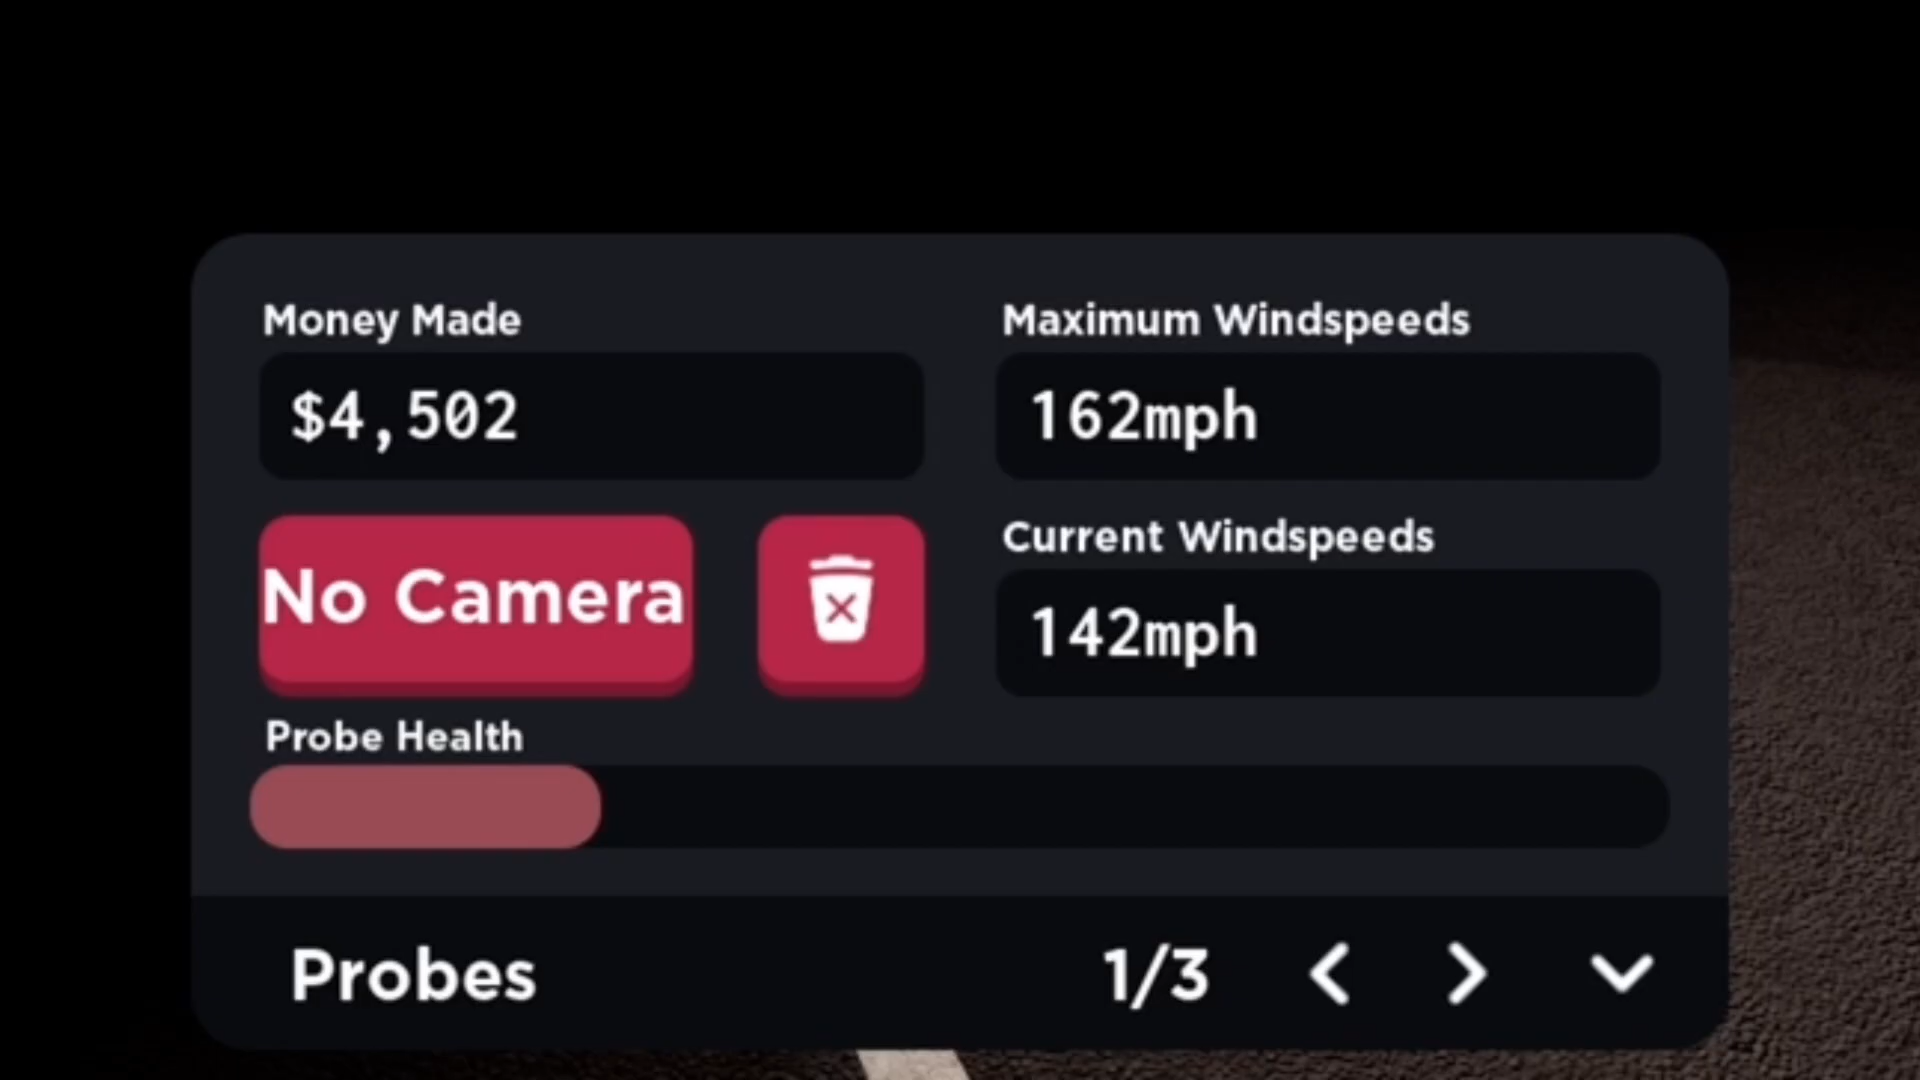 Money Made
$4,502
Maximum Windspeeds
162mph
No Camera
Current Windspeeds
142mph
Probe Health
Probes
1/3